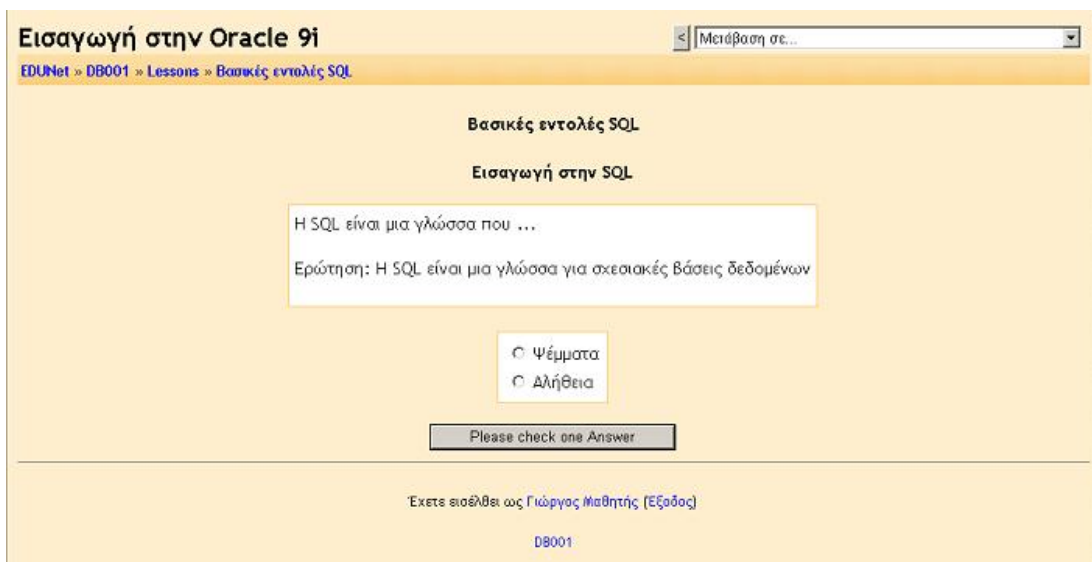 Εισαγωγή στην Oracle 9i
< Μετάβαση σε...
EDUNet » DB001 » Lessons » Βασικές εντολές SQL
Βασικές εντολές SQL
Εισαγωγή στην SQL
Η SQL είναι μια γλώσσα που ...
Ερώτηση: Η SQL είναι μια γλώσσα για σχεσιακές βάσεις δεδομένων
Ψέμματα
Αλήθεια
Please check one Answer
Έχετε εισέλθει ως Γιώργος Μαθητής (Έξοδος)
DB001